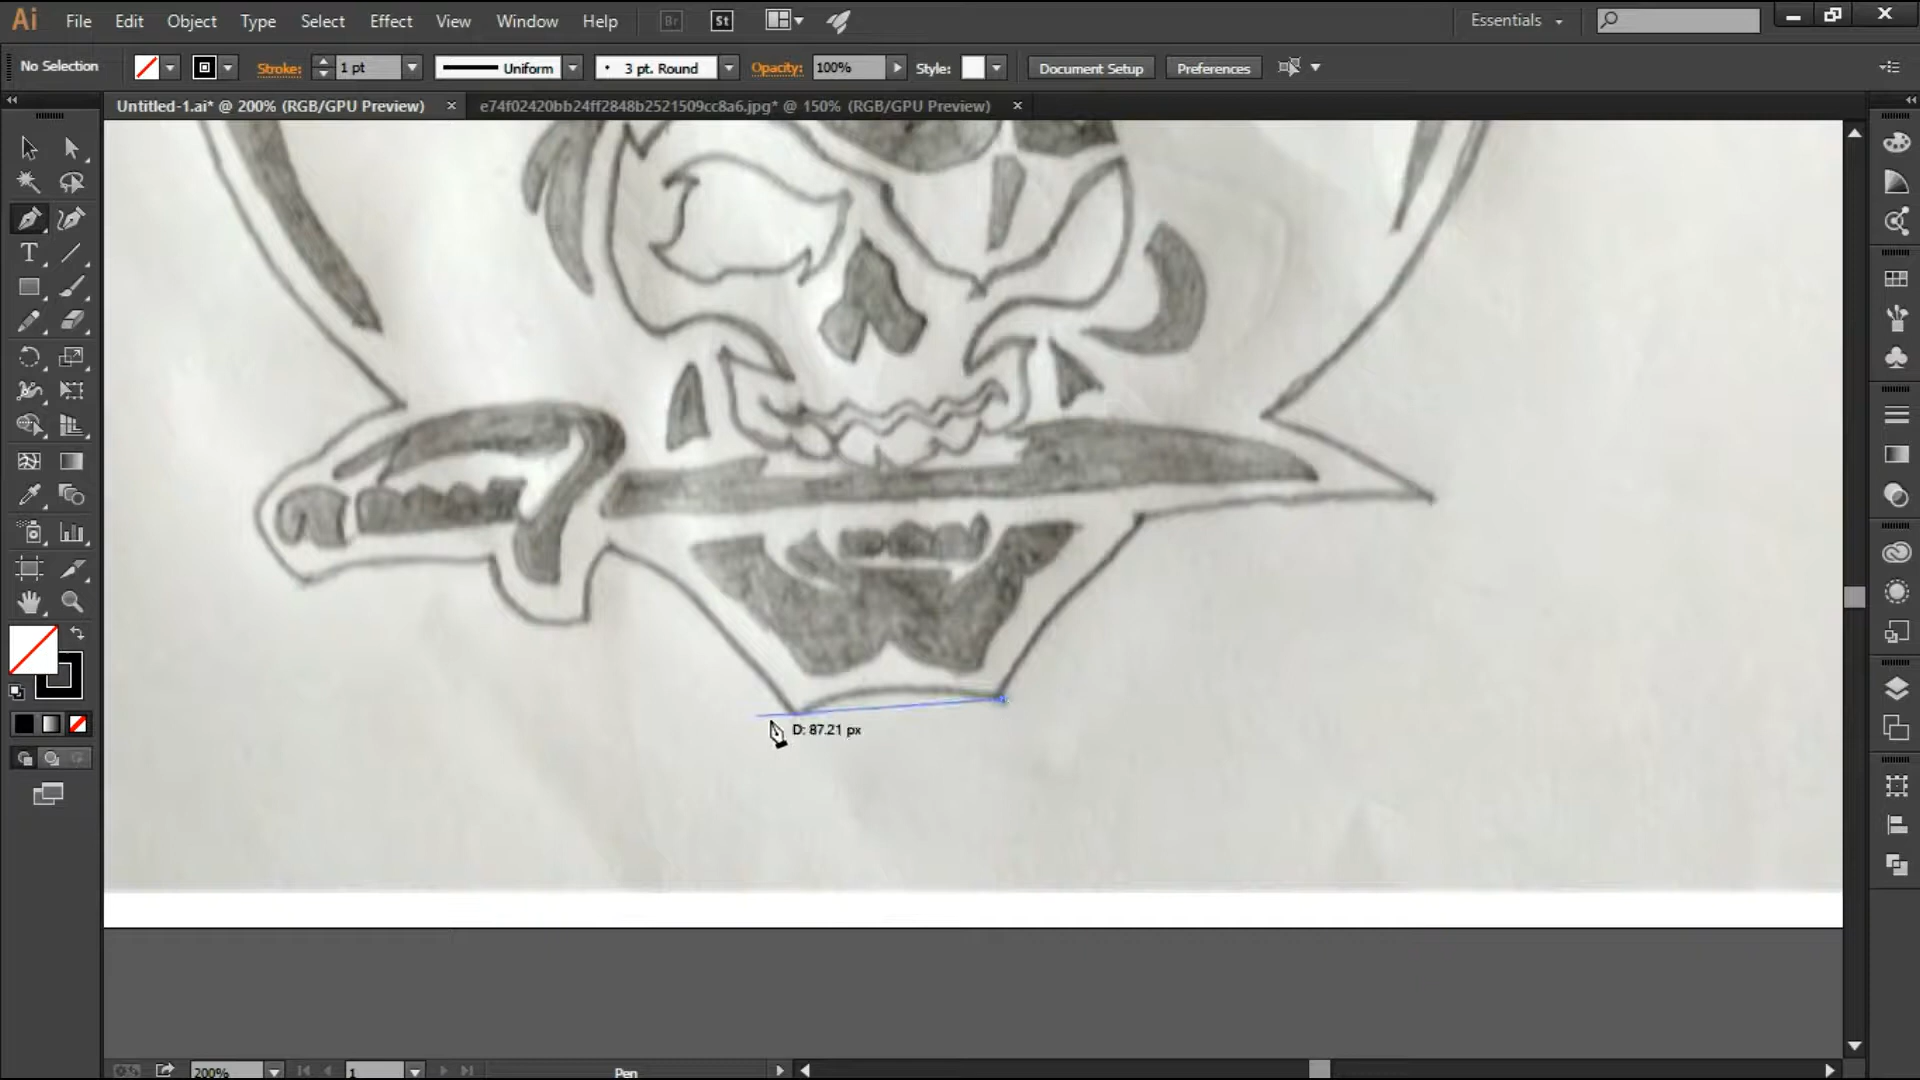 Ai File Edit Object Type Select Effect View Window Help Br St Essentials
No Selection Stroke: 1 pt Uniform 3 pt. Round Opacity: 100% Style: Document Setup Preferences
Untitled-1.ai* @ 200% (RGB/GPU Preview) × e74f02420bb24ff2848b2521509cc8a6.jpg* @ 150% (RGB/GPU Preview) ×
T
D: 87.21 px
200% 1 Pen